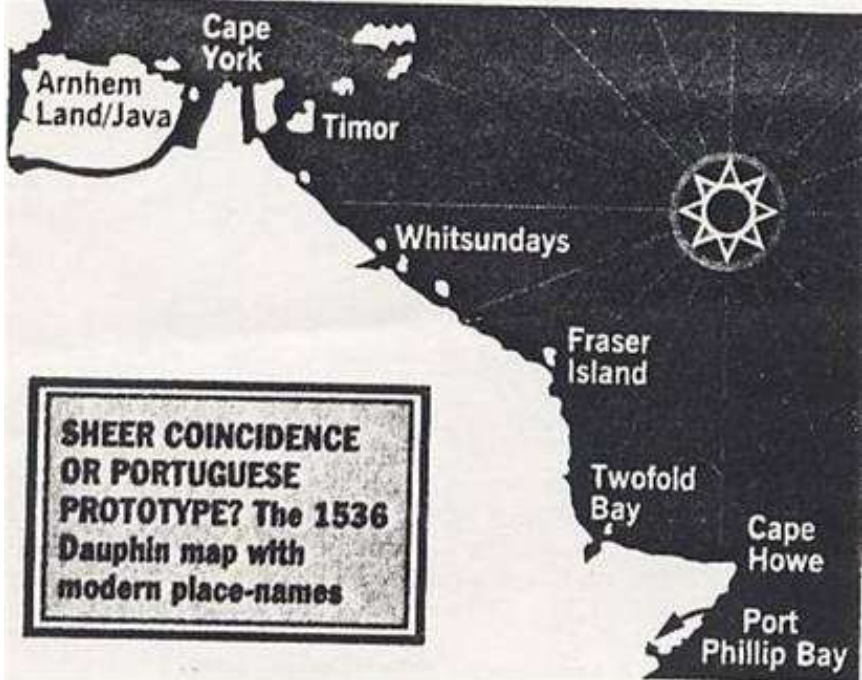 Cape
York
Arnhem
Land/Java
Timor
Whitsundays
Fraser
Island
SHEER COINCIDENCE
OR PORTUGUESE
PROTOTYPE? The 1536
Dauphin map with
modern place-names
Twofold
Bay
Cape
Howe
Port
Phillip Bay